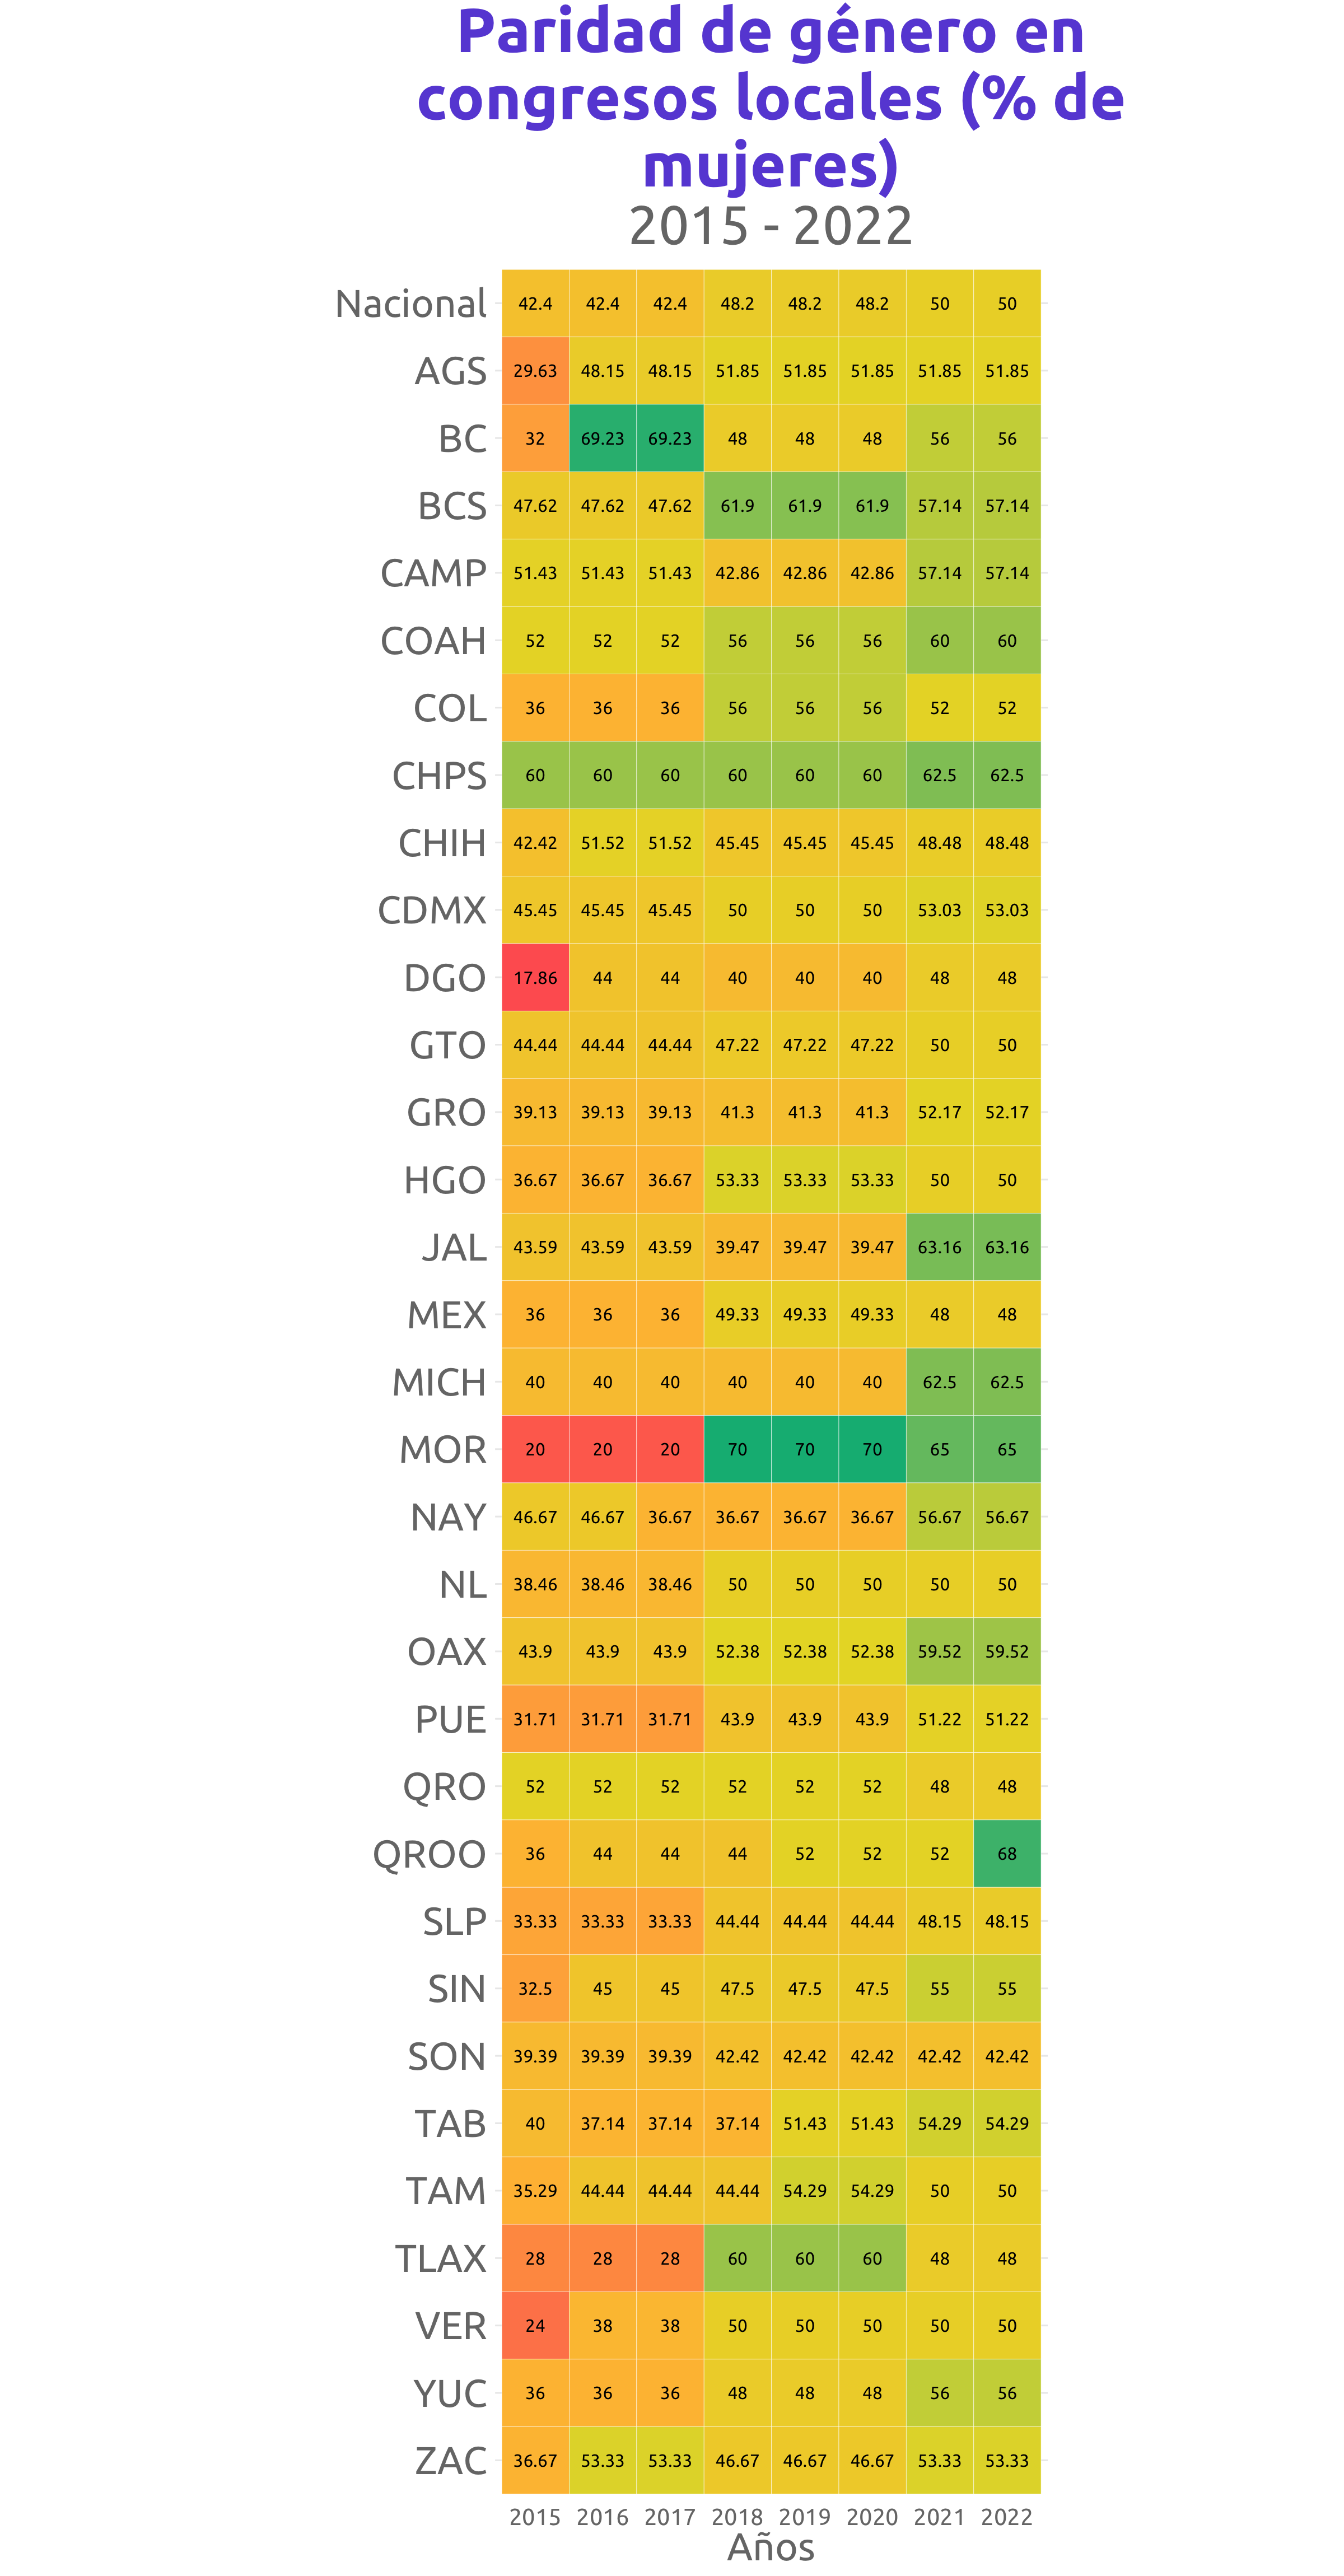 Paridad de género en
congresos locales (% de
mujeres)
2015 - 2022
Nacional 42.4 42.4 42.4 48.2 48.2 48.2 50 50
AGS 29.63 48.15 48.15 51.85 51.85 51.85 51.85 51.85
BC 32 69.23 69.23 48 48 48 56 56
BCS 47.62 47.62 47.62 61.9 61.9 61.9 57.14 57.14
CAMP 51.43 51.43 51.43 42.86 42.86 42.86 57.14 57.14
COAH 52 52 52 56 56 56 60 60
COL 36 36 36 56 56 56 52 52
CHPS 60 60 60 60 60 60 62.5 62.5
CHIH 42.42 51.52 51.52 45.45 45.45 45.45 48.48 48.48
CDMX 45.45 45.45 45.45 50 50 50 53.03 53.03
DGO 17.86 44 44 40 40 40 48 48
GTO 44.44 44.44 44.44 47.22 47.22 47.22 50 50
GRO 39.13 39.13 39.13 41.3 41.3 41.3 52.17 52.17
HGO 36.67 36.67 36.67 53.33 53.33 53.33 50 50
JAL 43.59 43.59 43.59 39.47 39.47 39.47 63.16 63.16
MEX 36 36 36 49.33 49.33 49.33 48 48
MICH 40 40 40 40 40 40 62.5 62.5
MOR 20 20 20 70 70 70 65 65
NAY 46.67 46.67 36.67 36.67 36.67 36.67 56.67 56.67
NL 38.46 38.46 38.46 50 50 50 50 50
OAX 43.9 43.9 43.9 52.38 52.38 52.38 59.52 59.52
PUE 31.71 31.71 31.71 43.9 43.9 43.9 51.22 51.22
QRO 52 52 52 52 52 52 48 48
QROO 36 44 44 44 52 52 52 68
SLP 33.33 33.33 33.33 44.44 44.44 44.44 48.15 48.15
SIN 32.5 45 45 47.5 47.5 47.5 55 55
SON 39.39 39.39 39.39 42.42 42.42 42.42 42.42 42.42
TAB 40 37.14 37.14 37.14 51.43 51.43 54.29 54.29
TAM 35.29 44.44 44.44 44.44 54.29 54.29 50 50
TLAX 28 28 28 60 60 60 48 48
VER 24 38 38 50 50 50 50 50
YUC 36 36 36 48 48 48 56 56
ZAC 36.67 53.33 53.33 46.67 46.67 46.67 53.33 53.33
2015 2016 2017 2018 2019 2020 2021 2022
Años